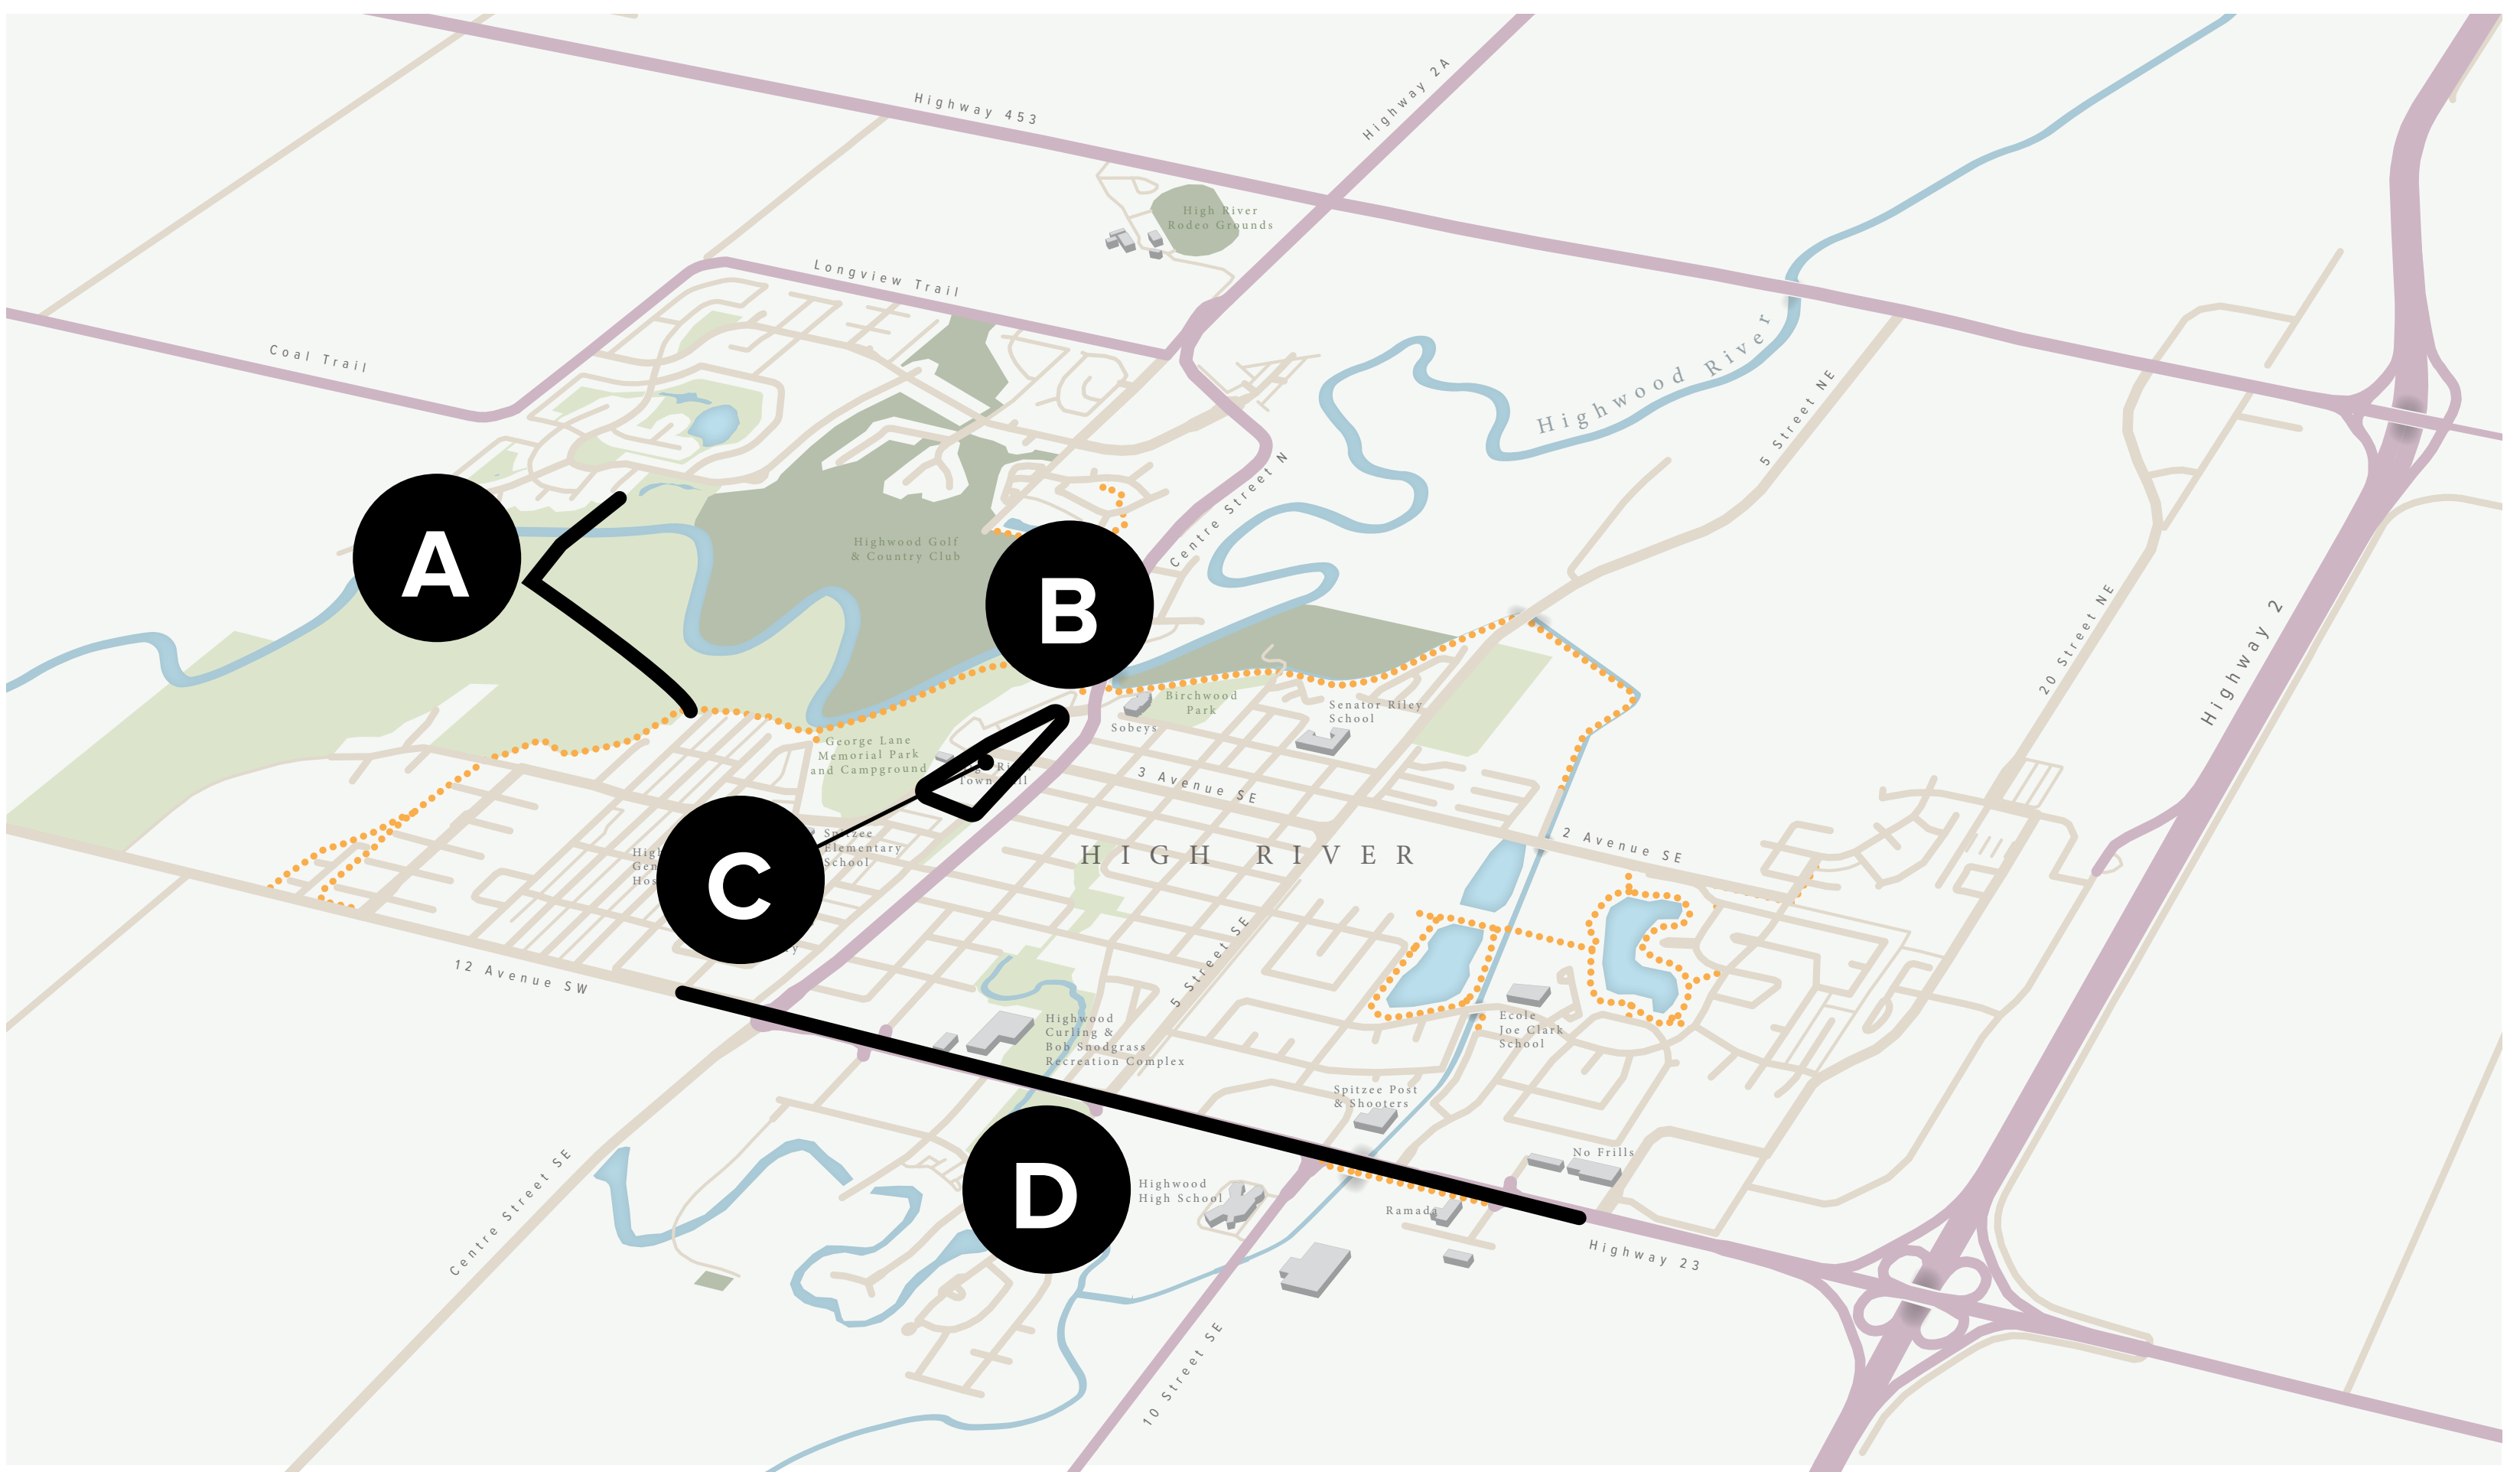 Highway 453
Highway 2A
High River
Rodeo Grounds
Longview Trail
Coal Trail
Highwood River
5 Street NE
Centre Street N
A
Highwood Golf
& Country Club
B
20 Street NE
Highway 2
Birchwood
Park
Sobeys
Senator Riley
School
George Lane
Memorial Park
and Campground
3 Avenue SE
2 Avenue SE
HIGH RIVER
Spitzee
Elementary
School
C
12 Avenue SW
5 Street SE
Highwood
Curling &
Bob Snodgrass
Recreation Complex
Ecole
Joe Clark
School
Spitzee Post
& Shooters
No Frills
D
Highwood
High School
Ramada
Centre Street SE
Highway 23
10 Street SE